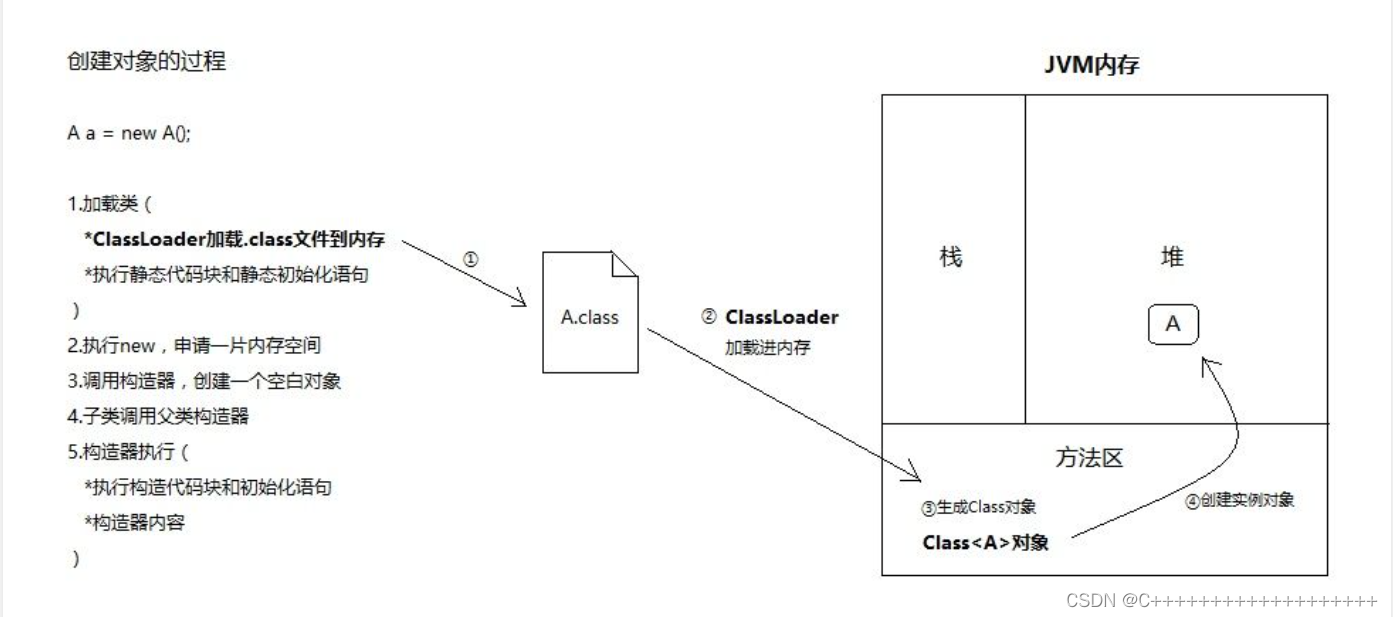 创建对象的过程
A a = new A();
1.加载类（
*ClassLoader加载.class文件到内存
*执行静态代码块和静态初始化语句
）
2.执行new，申请一片内存空间
3.调用构造器，创建一个空白对象
4.子类调用父类构造器
5.构造器执行（
*执行构造代码块和初始化语句
*构造器内容
）
①
A.class
② ClassLoader
加载进内存
JVM内存
栈
堆
A
方法区
③生成Class对象
Class<A>对象
④创建实例对象
CSDN @C+++++++++++++++++++